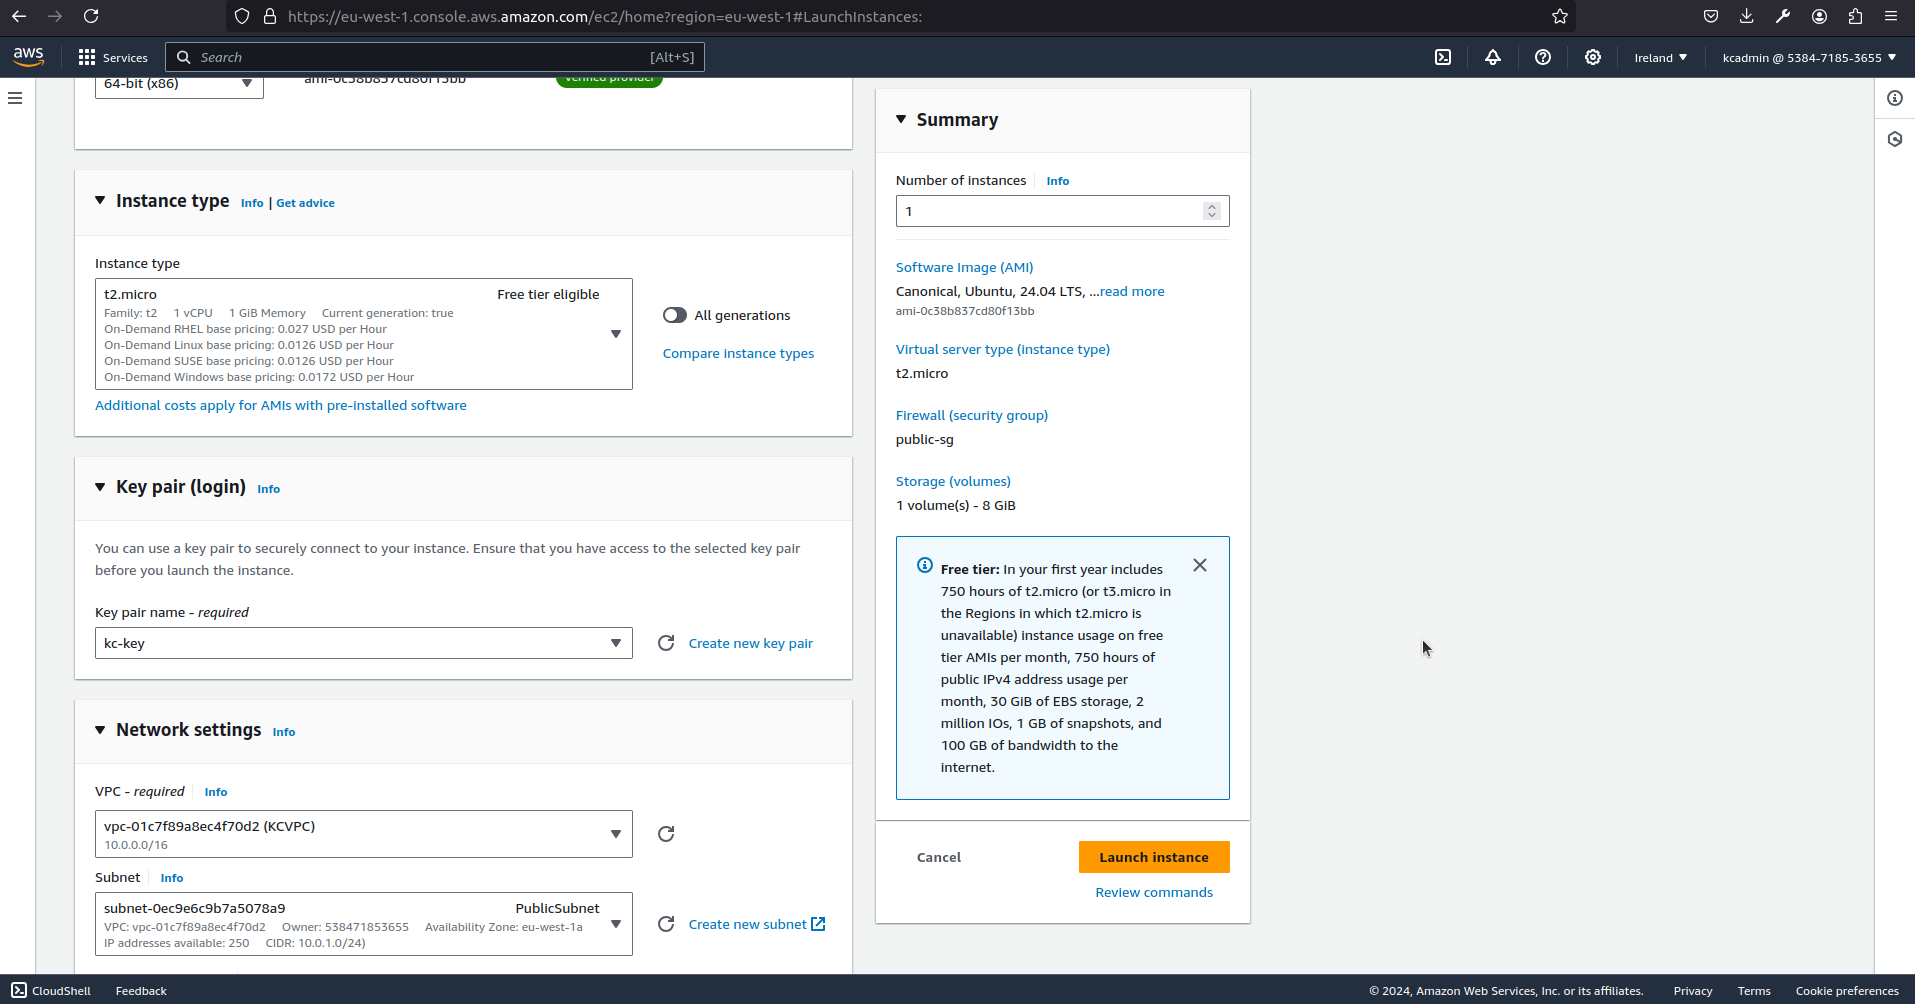 https://eu-west-1.console.aws.amazon.com/ec2/home?region=eu-west-1#LaunchInstances:
aws
Services
Search
[Alt+S]
Ireland
kcadmin @ 5384-7185-3655
64-bit (x86)
ami-0c38b837cd80f13bb
Verified provider
Instance type
Info | Get advice
Instance type
t2.micro
Free tier eligible
Family: t2 1 vCPU 1 GiB Memory Current generation: true
On-Demand RHEL base pricing: 0.027 USD per Hour
On-Demand Linux base pricing: 0.0126 USD per Hour
On-Demand SUSE base pricing: 0.0126 USD per Hour
On-Demand Windows base pricing: 0.0172 USD per Hour
All generations
Compare instance types
Additional costs apply for AMIs with pre-installed software
Key pair (login)
Info
You can use a key pair to securely connect to your instance. Ensure that you have access to the selected key pair
before you launch the instance.
Key pair name - required
kc-key
Create new key pair
Network settings
Info
VPC - required
Info
vpc-01c7f89a8ec4f70d2 (KCVPC)
10.0.0.0/16
Subnet
Info
subnet-0ec9e6c9b7a5078a9
PublicSubnet
VPC: vpc-01c7f89a8ec4f70d2 Owner: 538471853655 Availability Zone: eu-west-1a
IP addresses available: 250 CIDR: 10.0.1.0/24)
Create new subnet
Summary
Number of instances
Info
1
Software Image (AMI)
Canonical, Ubuntu, 24.04 LTS, ...read more
ami-0c38b837cd80f13bb
Virtual server type (instance type)
t2.micro
Firewall (security group)
public-sg
Storage (volumes)
1 volume(s) - 8 GiB
Free tier: In your first year includes
750 hours of t2.micro (or t3.micro in
the Regions in which t2.micro is
unavailable) instance usage on free
tier AMIs per month, 750 hours of
public IPv4 address usage per
month, 30 GiB of EBS storage, 2
million IOs, 1 GB of snapshots, and
100 GB of bandwidth to the
internet.
Cancel
Launch instance
Review commands
CloudShell
Feedback
© 2024, Amazon Web Services, Inc. or its affiliates.
Privacy
Terms
Cookie preferences